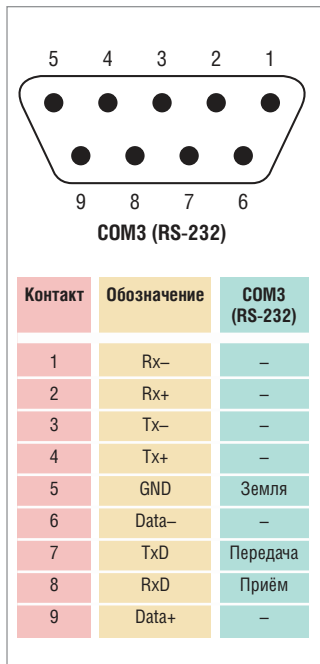 5 4 3 2 1
9 8 7 6
COM3 (RS-232)
Контакт Обозначение COM3 (RS-232)
1 Rx– –
2 Rx+ –
3 Tx– –
4 Tx+ –
5 GND Земля
6 Data– –
7 TxD Передача
8 RxD Приём
9 Data+ –